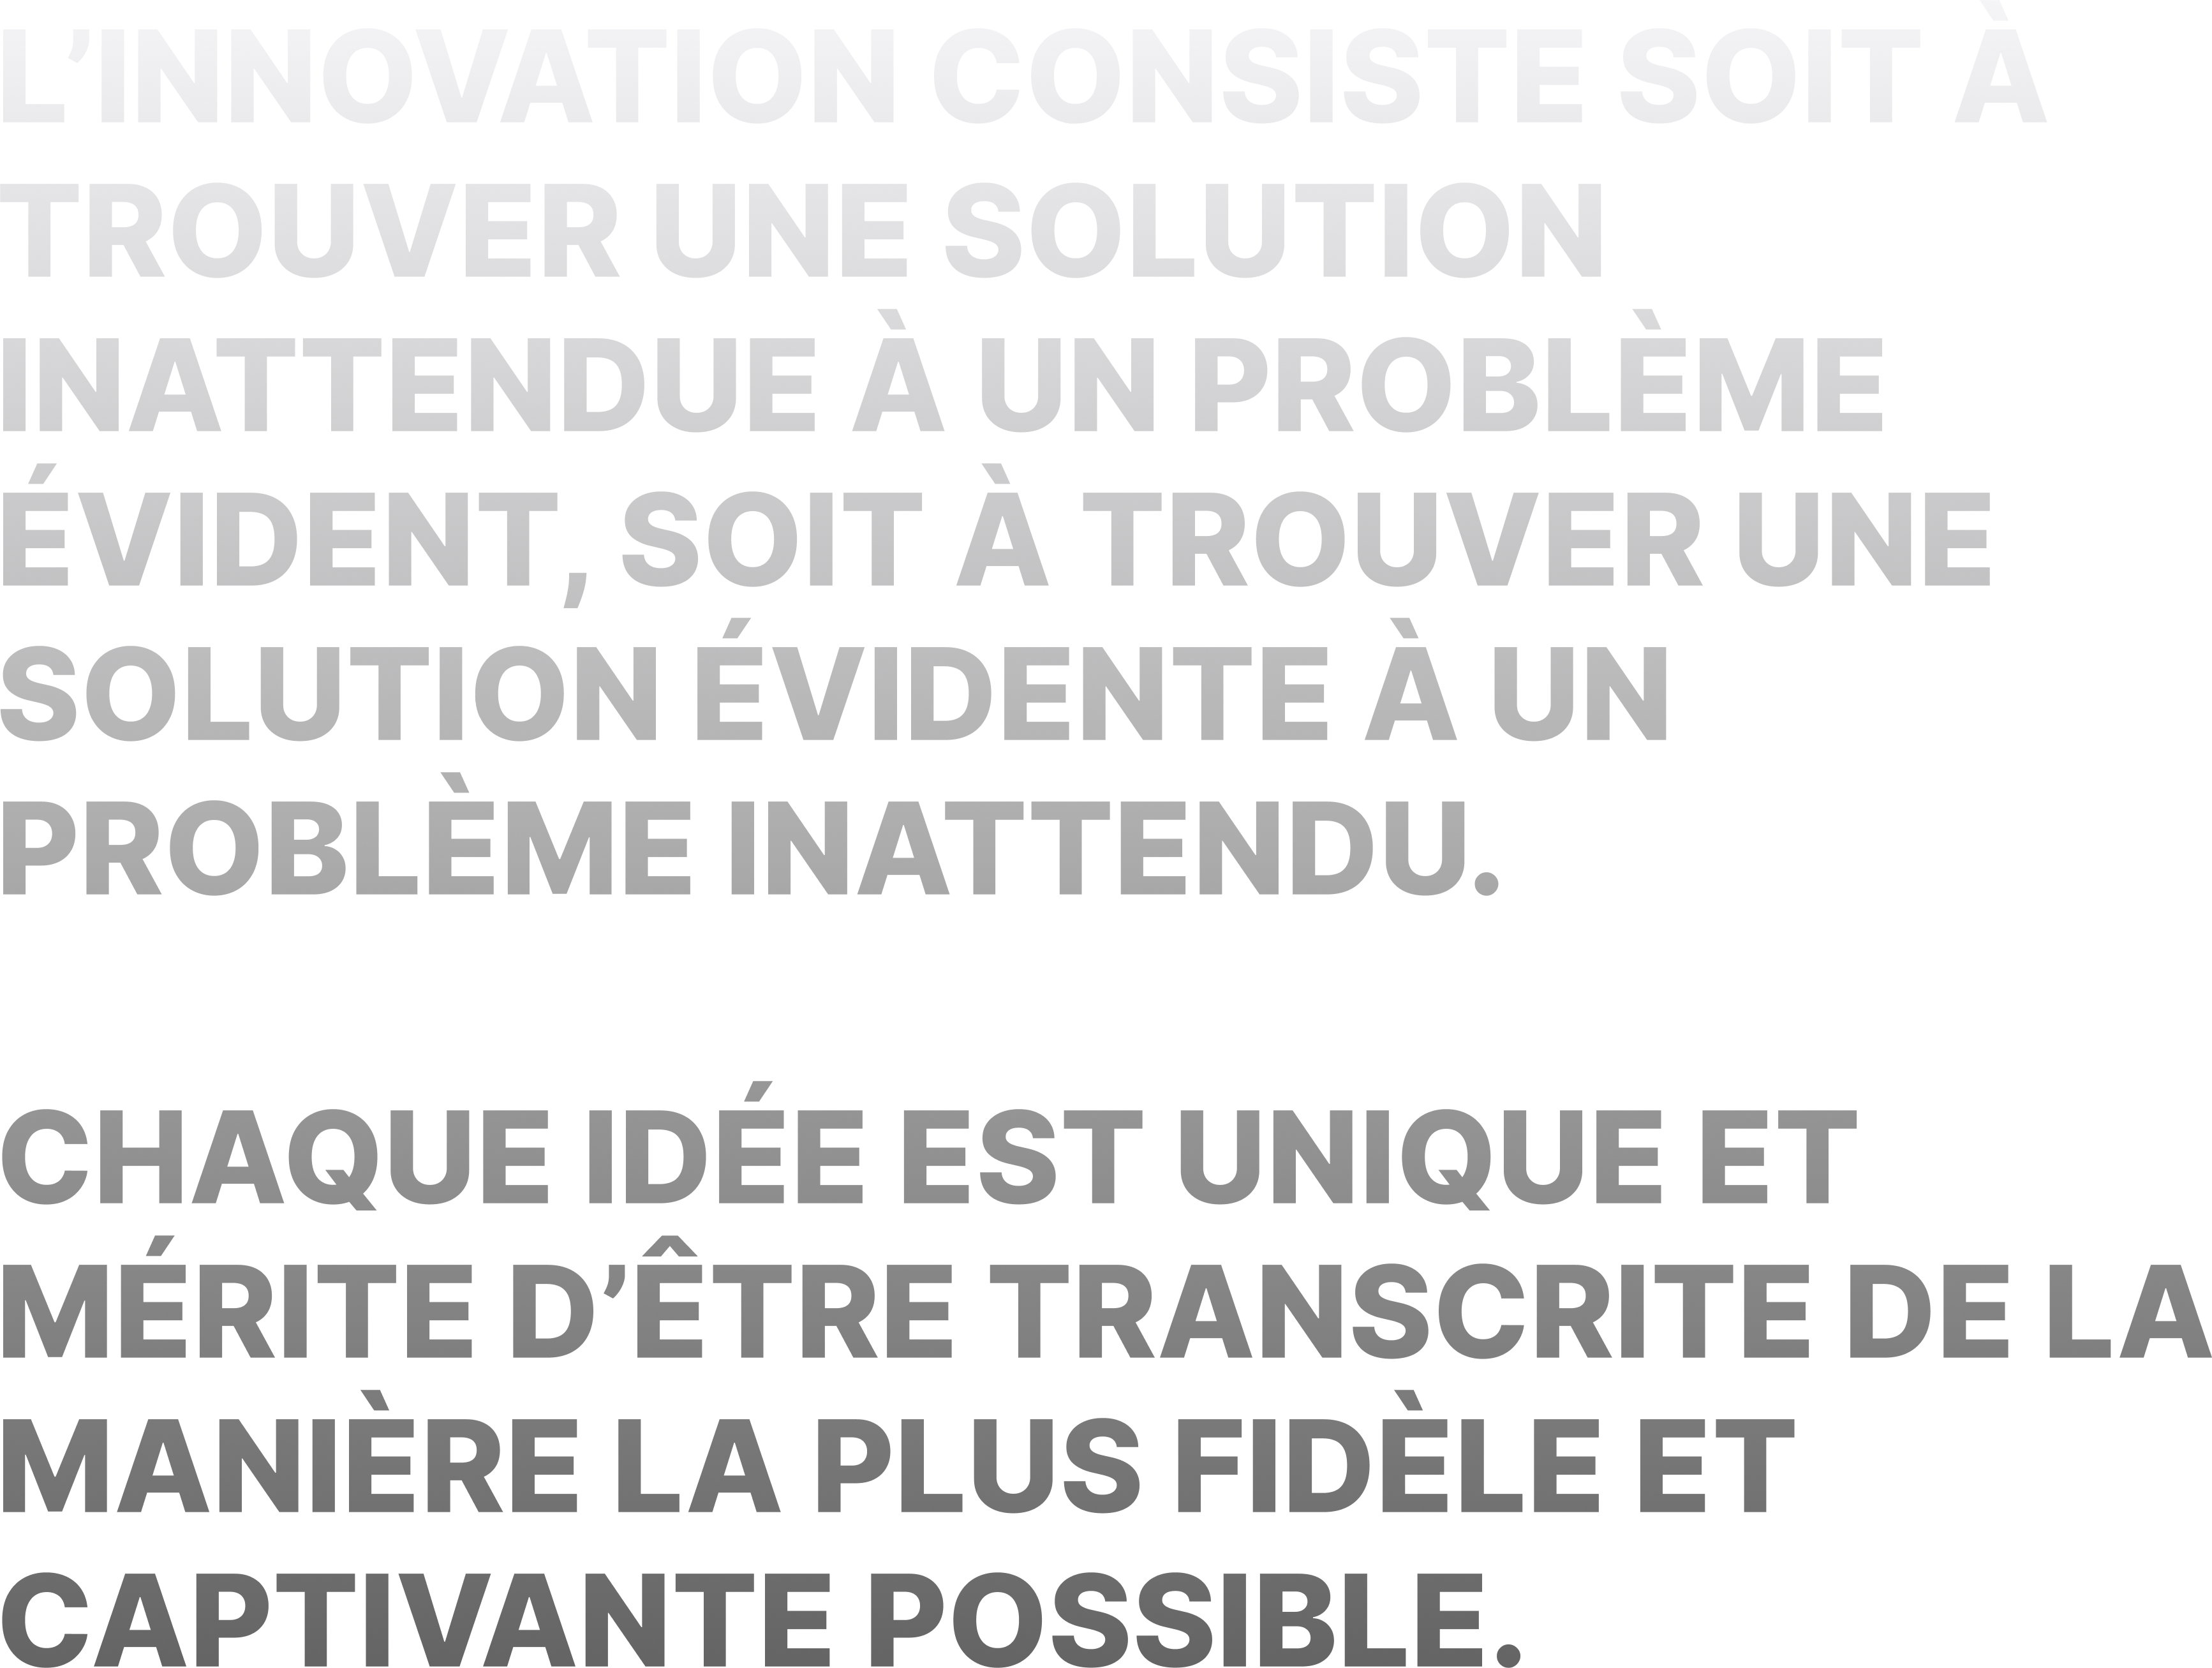 L’INNOVATION CONSISTE SOIT À
TROUVER UNE SOLUTION
INATTENDUE À UN PROBLÈME
ÉVIDENT, SOIT À TROUVER UNE
SOLUTION ÉVIDENTE À UN
PROBLÈME INATTENDU.
CHAQUE IDÉE EST UNIQUE ET
MÉRITE D’ÊTRE TRANSCRITE DE LA
MANIÈRE LA PLUS FIDÈLE ET
CAPTIVANTE POSSIBLE.